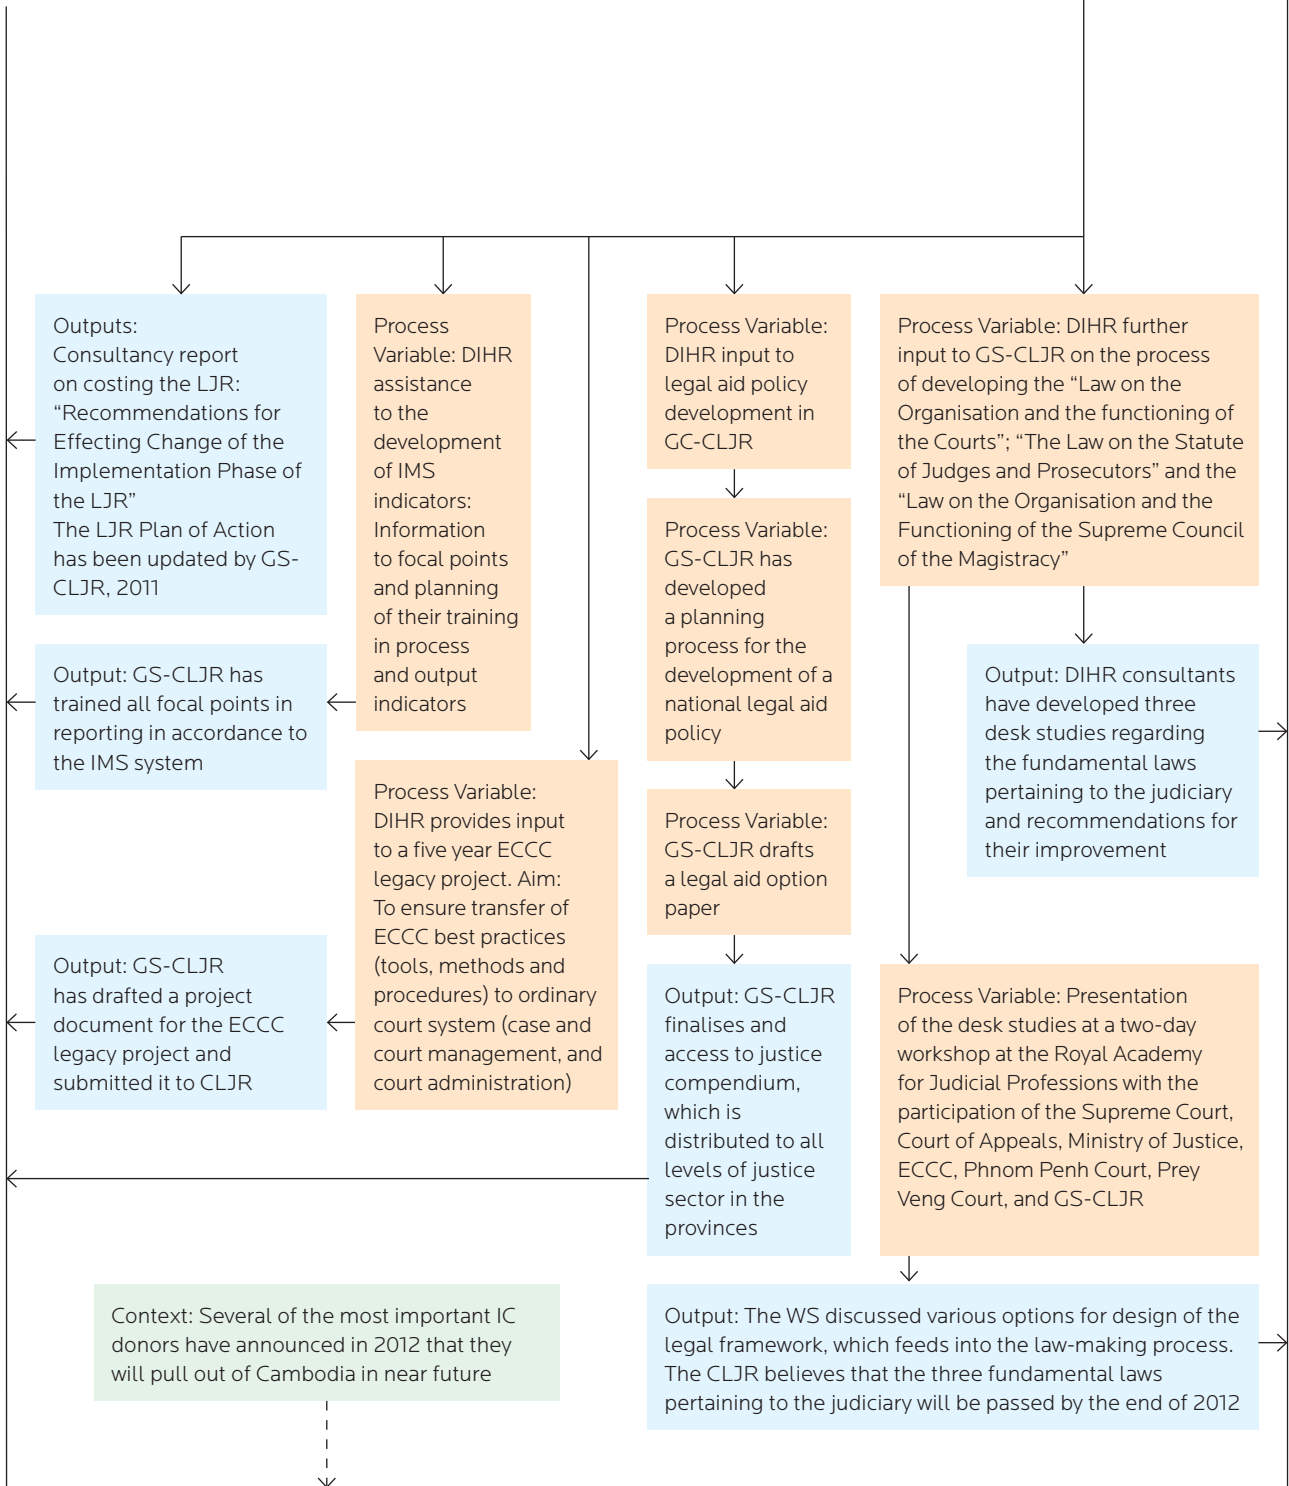 Outputs:
Consultancy report
on costing the LJR:
“Recommendations for
Effecting Change of the
Implementation Phase of
the LJR”
The LJR Plan of Action
has been updated by GS-
CLJR, 2011
Process
Variable: DIHR
assistance
to the
development
of IMS
indicators:
Information
to focal points
and planning
of their training
in process
and output
indicators
Process Variable:
DIHR input to
legal aid policy
development in
GC-CLJR
Process Variable: DIHR further
input to GS-CLJR on the process
of developing the “Law on the
Organisation and the functioning of
the Courts”; “The Law on the Statute
of Judges and Prosecutors” and the
“Law on the Organisation and the
Functioning of the Supreme Council
of the Magistracy”
Process Variable:
GS-CLJR has
developed
a planning
process for the
development of a
national legal aid
policy
Output: GS-CLJR has
trained all focal points in
reporting in accordance to
the IMS system
Output: DIHR consultants
have developed three
desk studies regarding
the fundamental laws
pertaining to the judiciary
and recommendations for
their improvement
Process Variable:
DIHR provides input
to a five year ECCC
legacy project. Aim:
To ensure transfer of
ECCC best practices
(tools, methods and
procedures) to ordinary
court system (case and
court management, and
court administration)
Process Variable:
GS-CLJR drafts
a legal aid option
paper
Output: GS-CLJR
has drafted a project
document for the ECCC
legacy project and
submitted it to CLJR
Output: GS-CLJR
finalises and
access to justice
compendium,
which is
distributed to all
levels of justice
sector in the
provinces
Process Variable: Presentation
of the desk studies at a two-day
workshop at the Royal Academy
for Judicial Professions with the
participation of the Supreme Court,
Court of Appeals, Ministry of Justice,
ECCC, Phnom Penh Court, Prey
Veng Court, and GS-CLJR
Context: Several of the most important IC
donors have announced in 2012 that they
will pull out of Cambodia in near future
Output: The WS discussed various options for design of the
legal framework, which feeds into the law-making process.
The CLJR believes that the three fundamental laws
pertaining to the judiciary will be passed by the end of 2012